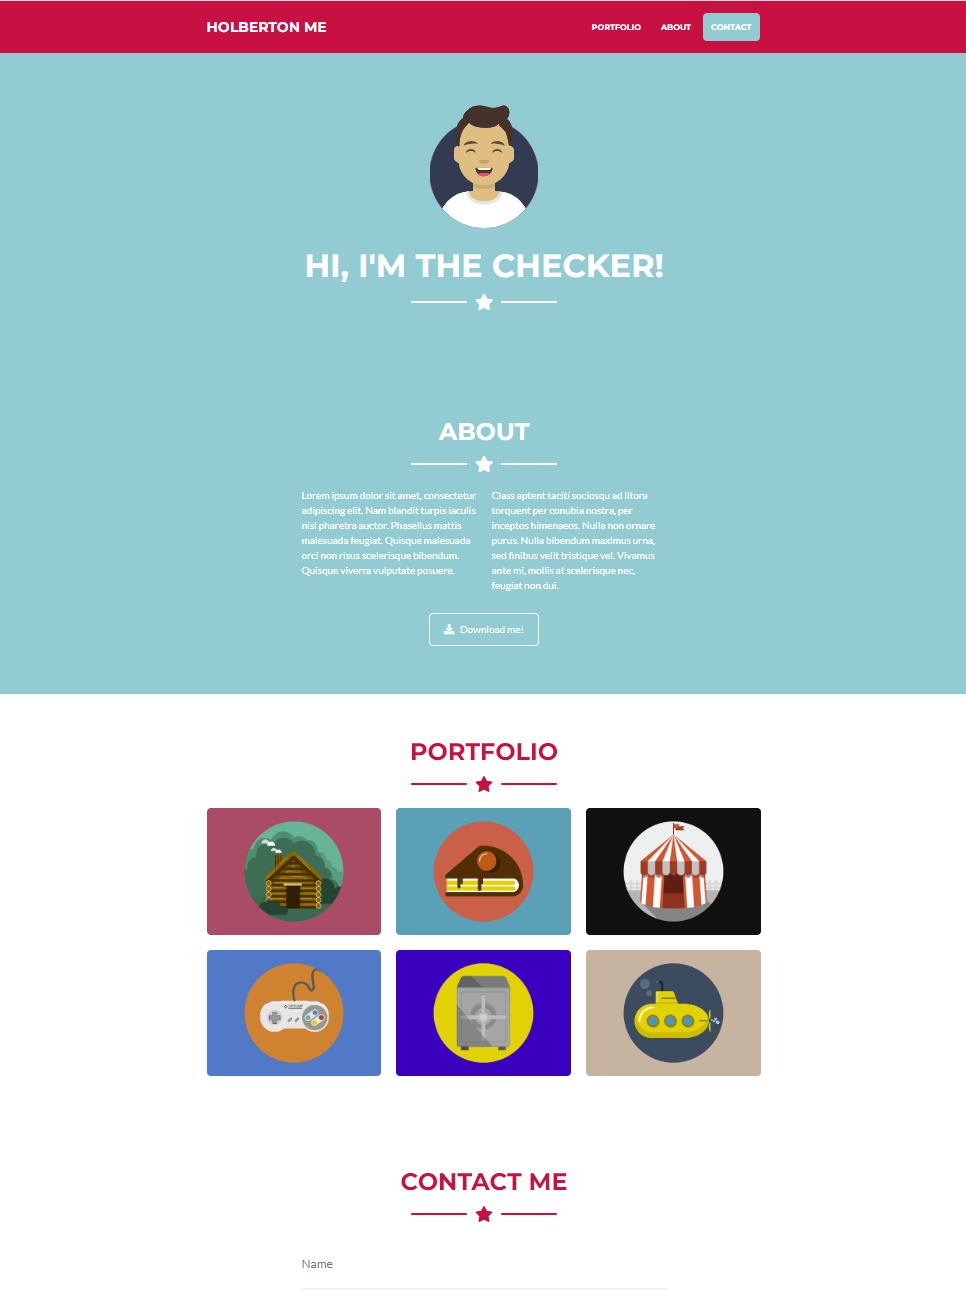 HOLBERTON ME
PORTFOLIO
ABOUT
CONTACT
HI, I'M THE CHECKER!
ABOUT
Lorem ipsum dolor sit amet, consectetur
adipiscing elit. Nam blandit turpis iaculis
nisl pharetra auctor. Phasellus mattis
malesuada feugiat. Quisque malesuada
orci non risus scelerisque bibendum.
Quisque viverra vulputate posuere.
Class aptent taciti sociosqu ad litora
torquent per conubia nostra, per
inceptos himenaeos. Nulla non ornare
purus. Nulla bibendum maximus urna,
sed finibus velit tristique vel. Vivamus
ante mi, mollis at scelerisque nec,
feugiat non dui.
Download me!
PORTFOLIO
CONTACT ME
Name